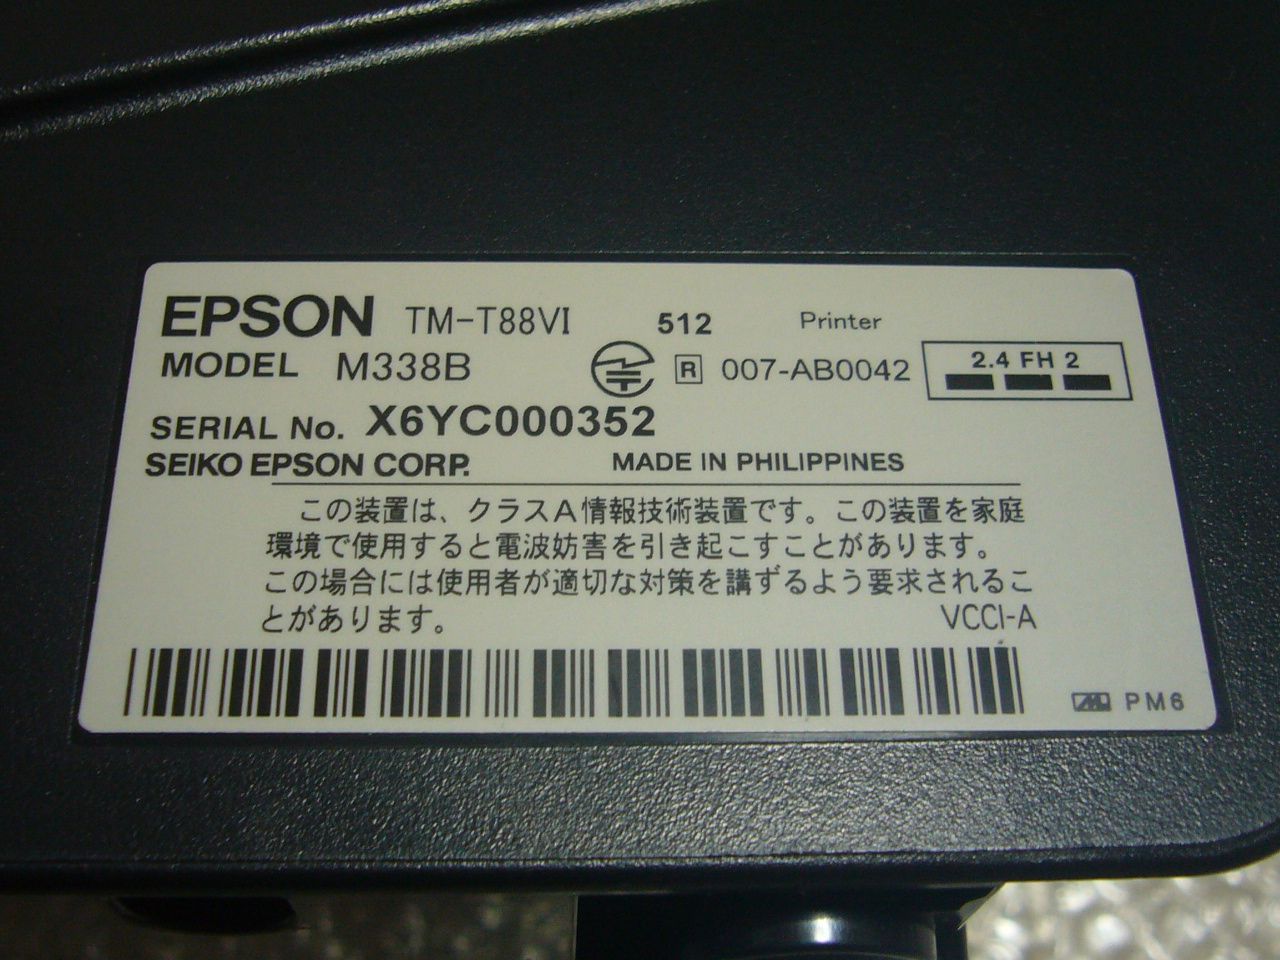 EPSON TM-T88VI 512 Printer
MODEL M338B R 007-AB0042 2.4 FH 2
SERIAL No. X6YC000352
SEIKO EPSON CORP. MADE IN PHILIPPINES
この装置は、クラスA情報技術装置です。この装置を家庭
環境で使用すると電波妨害を引き起こすことがあります。
この場合には使用者が適切な対策を講ずるよう要求されるこ
とがあります。 VCCI-A
PM6